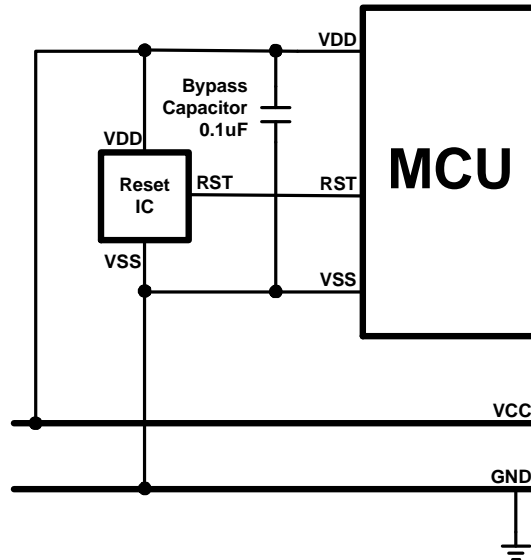 VDD
Bypass
Capacitor
0.1uF
VDD
Reset
IC
RST
RST
MCU
VSS
VSS
VCC
GND